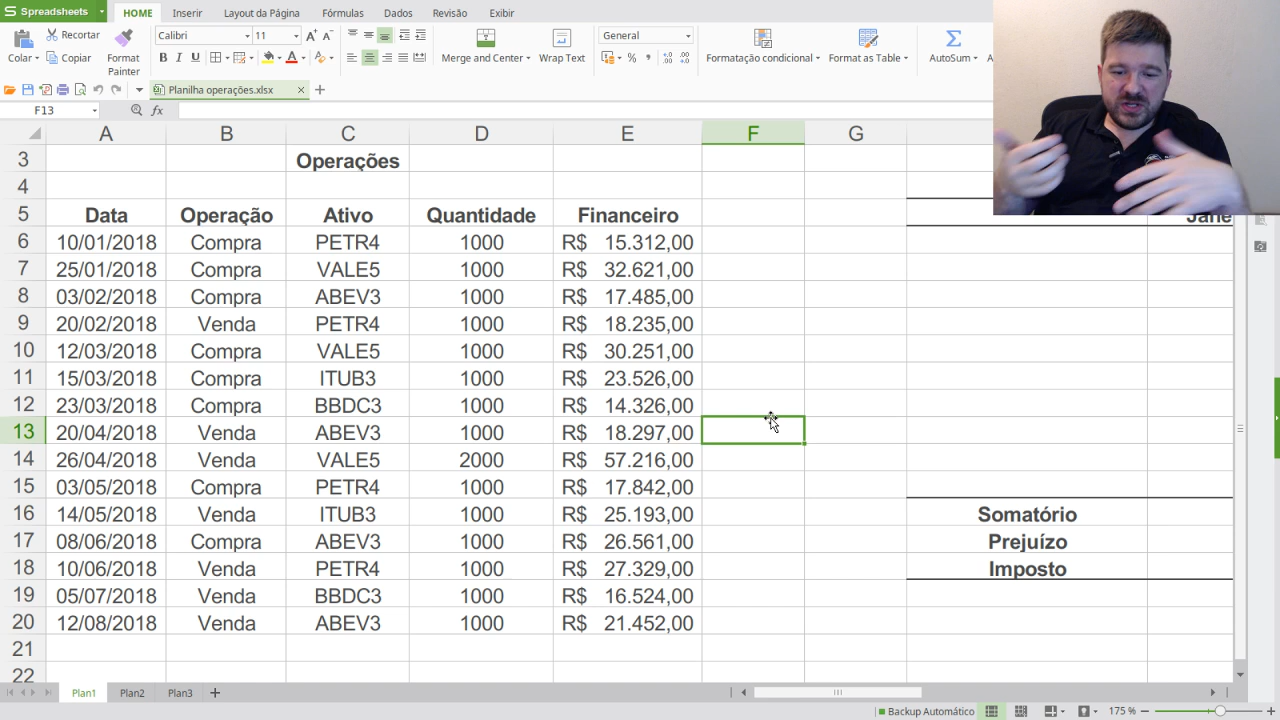 Spreadsheets HOME Inserir Layout da Página Fórmulas Dados Revisão Exibir
Recortar Calibri 11 General
Colar Copiar Format Painter Merge and Center Wrap Text Formatação condicional Format as Table AutoSum
Planilha operações.xlsx
F13 fx
A B C D E F G
3 Operações
4
5 Data Operação Ativo Quantidade Financeiro Jane
6 10/01/2018 Compra PETR4 1000 R$ 15.312,00
7 25/01/2018 Compra VALE5 1000 R$ 32.621,00
8 03/02/2018 Compra ABEV3 1000 R$ 17.485,00
9 20/02/2018 Venda PETR4 1000 R$ 18.235,00
10 12/03/2018 Compra VALE5 1000 R$ 30.251,00
11 15/03/2018 Compra ITUB3 1000 R$ 23.526,00
12 23/03/2018 Compra BBDC3 1000 R$ 14.326,00
13 20/04/2018 Venda ABEV3 1000 R$ 18.297,00
14 26/04/2018 Venda VALE5 2000 R$ 57.216,00
15 03/05/2018 Compra PETR4 1000 R$ 17.842,00
16 14/05/2018 Venda ITUB3 1000 R$ 25.193,00 Somatório
17 08/06/2018 Compra ABEV3 1000 R$ 26.561,00 Prejuízo
18 10/06/2018 Venda PETR4 1000 R$ 27.329,00 Imposto
19 05/07/2018 Venda BBDC3 1000 R$ 16.524,00
20 12/08/2018 Venda ABEV3 1000 R$ 21.452,00
21
22
Plan1 Plan2 Plan3
Backup Automático 175 %